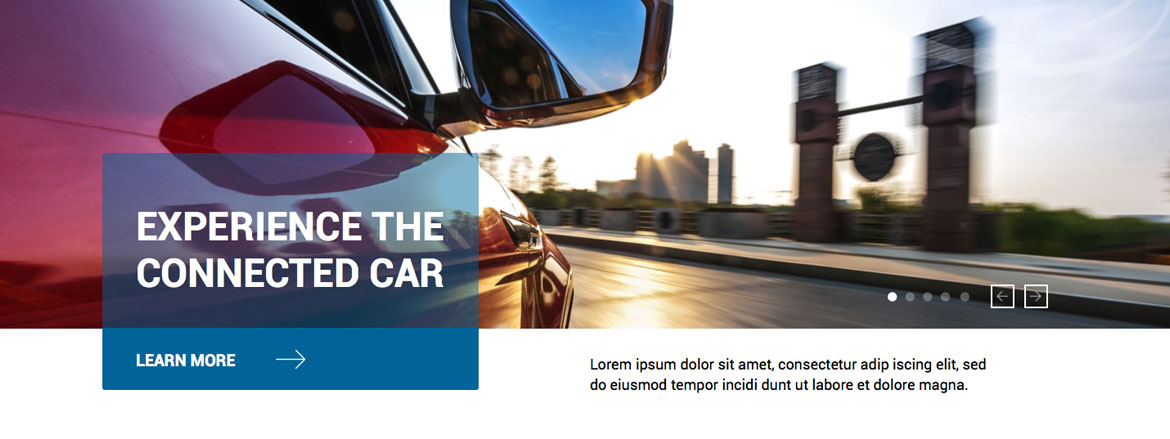 EXPERIENCE THE
CONNECTED CAR
LEARN MORE
Lorem ipsum dolor sit amet, consectetur adip iscing elit, sed
do eiusmod tempor incidi dunt ut labore et dolore magna.